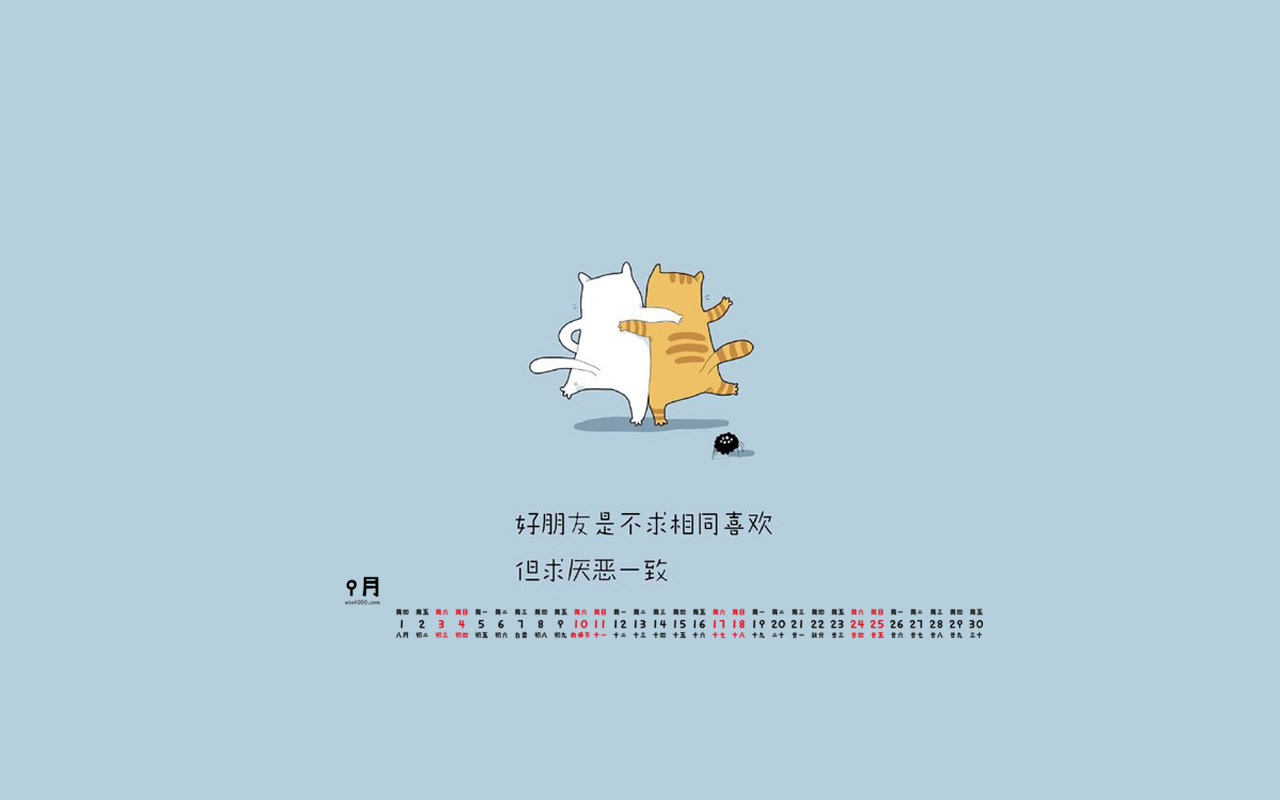 好朋友是不求相同喜欢
但求厌恶一致
9月
win4000.com
周四 周五 周六 周日 周一 周二 周三 周四 周五 周六 周日 周一 周二 周三 周四 周五 周六 周日 周一 周二 周三 周四 周五 周六 周日 周一 周二 周三 周四 周五
1 2 3 4 5 6 7 8 9 10 11 12 13 14 15 16 17 18 19 20 21 22 23 24 25 26 27 28 29 30
八月 初二 初三 初四 初五 初六 白露 初八 初九 教师节 十一 十二 十三 十四 十五 十六 十七 十八 十九 二十 廿一 秋分 廿三 廿四 廿五 廿六 廿七 廿八 廿九 三十